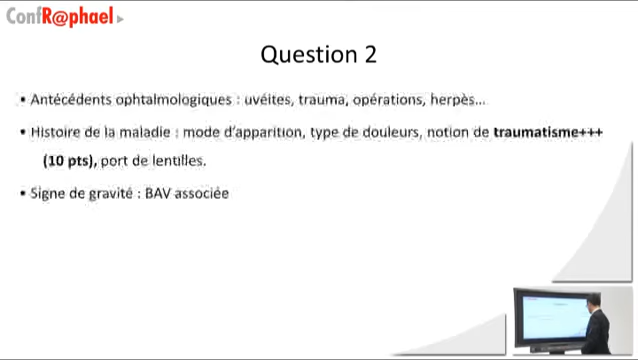 ConfR@phael
Question 2
• Antécédents ophtalmologiques : uvéites, trauma, opérations, herpès...
• Histoire de la maladie : mode d'apparition, type de douleurs, notion de traumatisme+++
(10 pts), port de lentilles.
• Signe de gravité : BAV associée